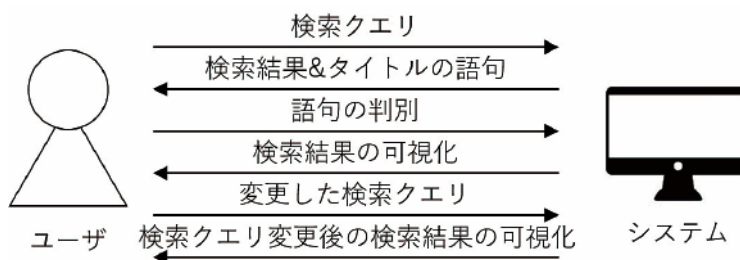 検索クエリ
検索結果&タイトルの語句
語句の判別
検索結果の可視化
変更した検索クエリ
検索クエリ変更後の検索結果の可視化
ユーザ
システム